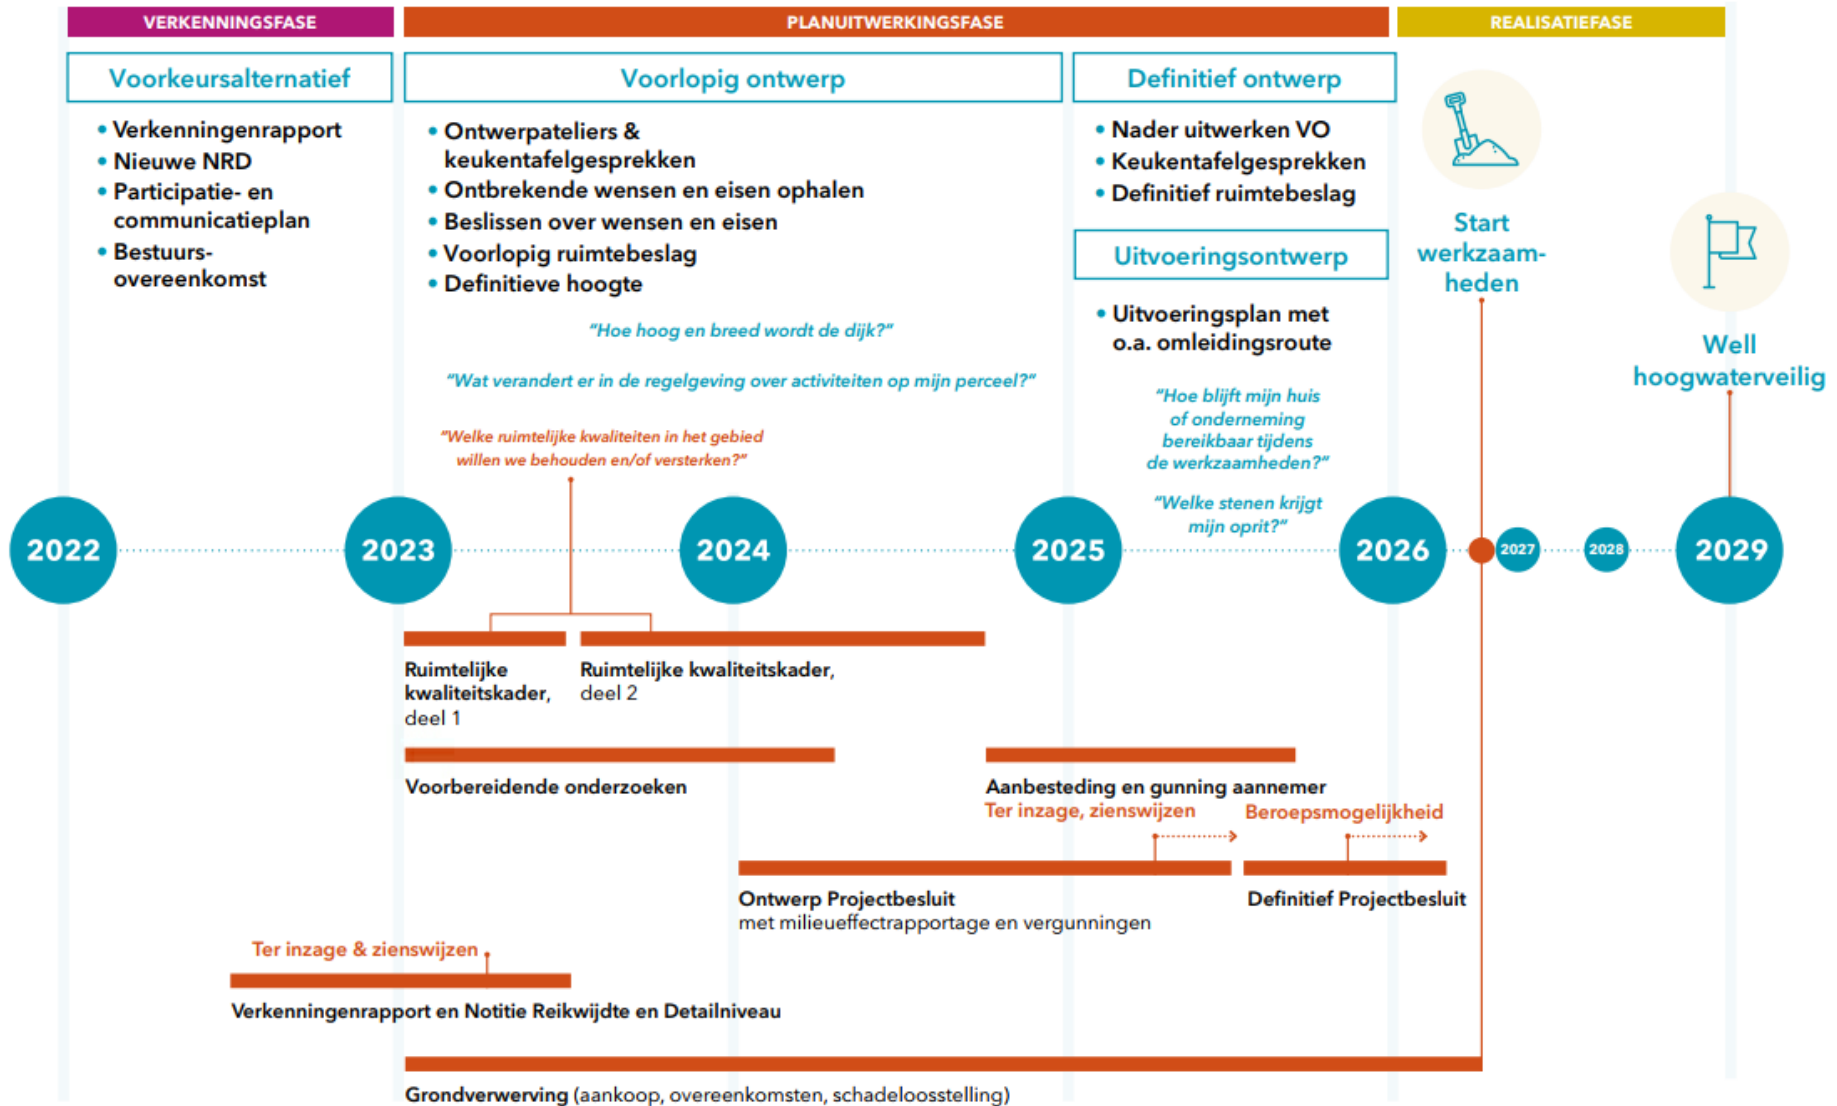 VERKENNINGSFASE
PLANUITWERKINGSFASE
REALISATIEFASE
Voorkeursalternatief
• Verkenningenrapport
• Nieuwe NRD
• Participatie- en
communicatieplan
• Bestuurs-
overeenkomst
Voorlopig ontwerp
• Ontwerpateliers &
keukentafelgesprekken
• Ontbrekende wensen en eisen ophalen
• Beslissen over wensen en eisen
• Voorlopig ruimtebeslag
• Definitieve hoogte
“Hoe hoog en breed wordt de dijk?”
“Wat verandert er in de regelgeving over activiteiten op mijn perceel?”
“Welke ruimtelijke kwaliteiten in het gebied
willen we behouden en/of versterken?”
Definitief ontwerp
• Nader uitwerken VO
• Keukentafelgesprekken
• Definitief ruimtebeslag
Uitvoeringsontwerp
• Uitvoeringsplan met
o.a. omleidingsroute
“Hoe blijft mijn huis
of onderneming
bereikbaar tijdens
de werkzaamheden?”
“Welke stenen krijgt
mijn oprit?”
Start
werkzaam-
heden
Well
hoogwaterveilig
2022
2023
2024
2025
2026
2027
2028
2029
Ruimtelijke
kwaliteitskader,
deel 1
Ruimtelijke kwaliteitskader,
deel 2
Voorbereidende onderzoeken
Aanbesteding en gunning aannemer
Ter inzage, zienswijzen
Beroepsmogelijkheid
Ontwerp Projectbesluit
met milieueffectrapportage en vergunningen
Definitief Projectbesluit
Ter inzage & zienswijzen
Verkenningenrapport en Notitie Reikwijdte en Detailniveau
Grondverwerving (aankoop, overeenkomsten, schadeloosstelling)